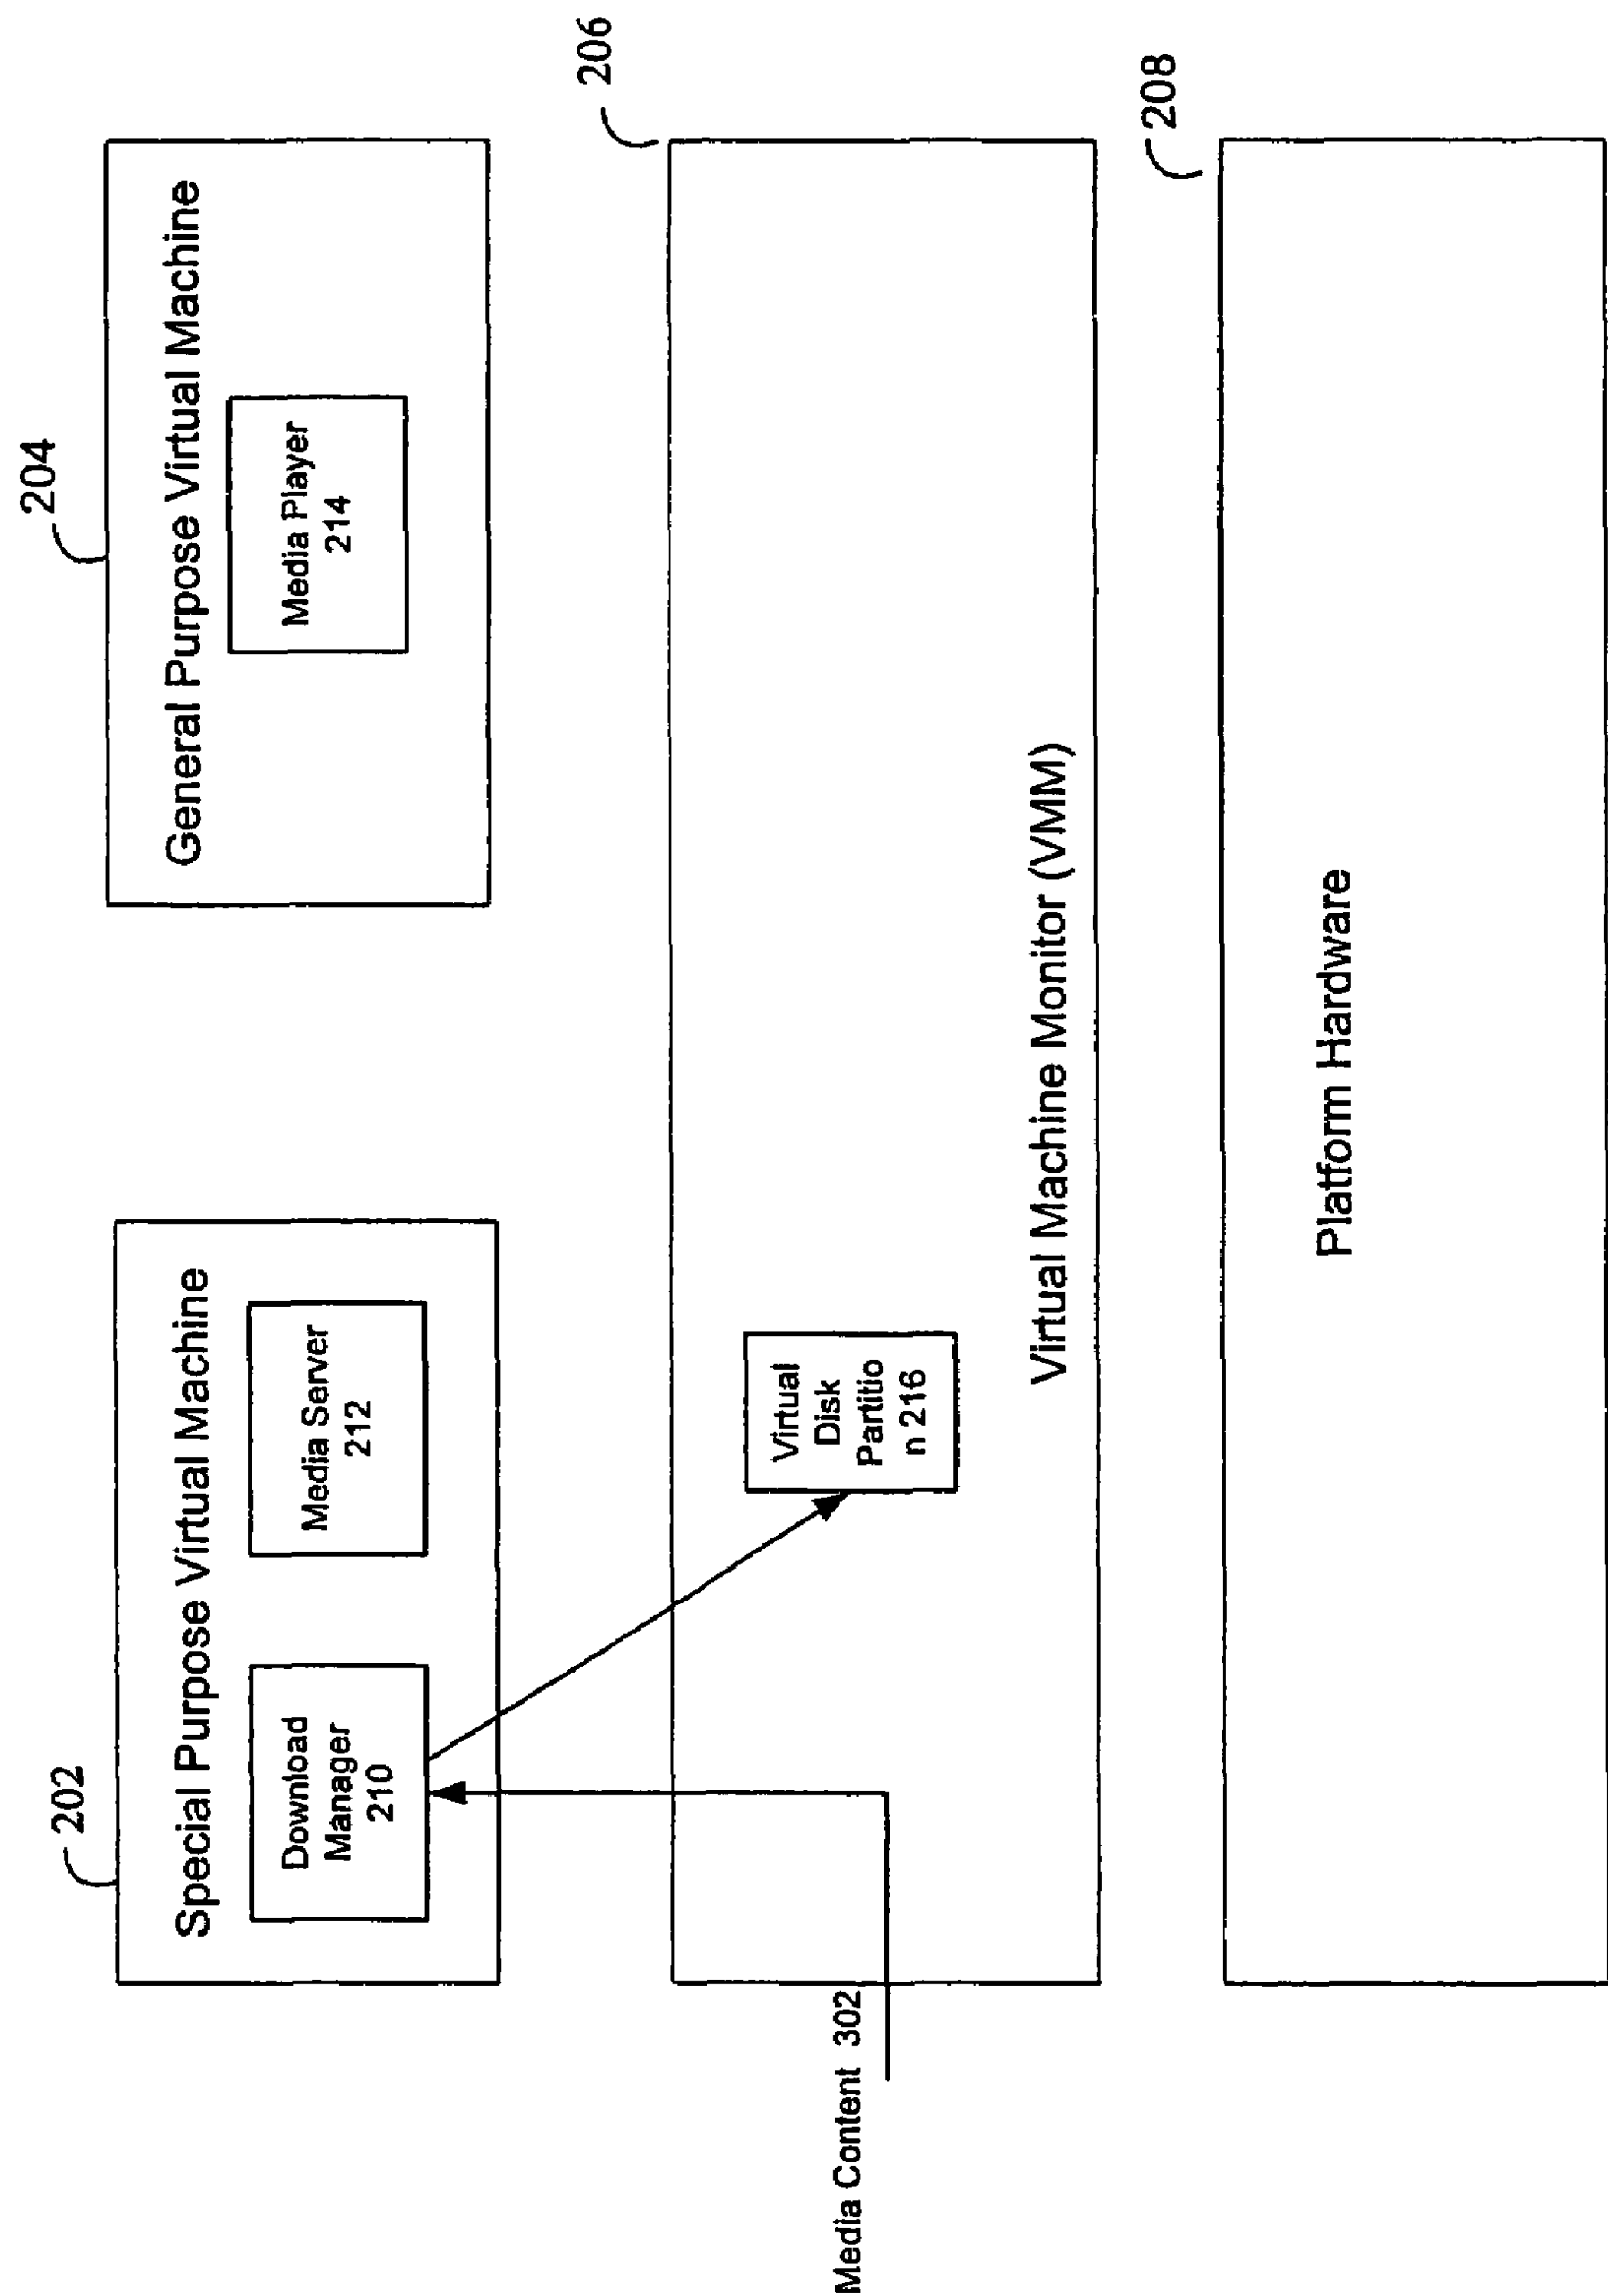 202
204
Special Purpose Virtual Machine
General Purpose Virtual Machine
Download
Manager
210
Media Server
212
Media Player
214
206
Virtual
Disk
Partitio
n 216
Media Content 302
Virtual Machine Monitor (VMM)
208
Platform Hardware